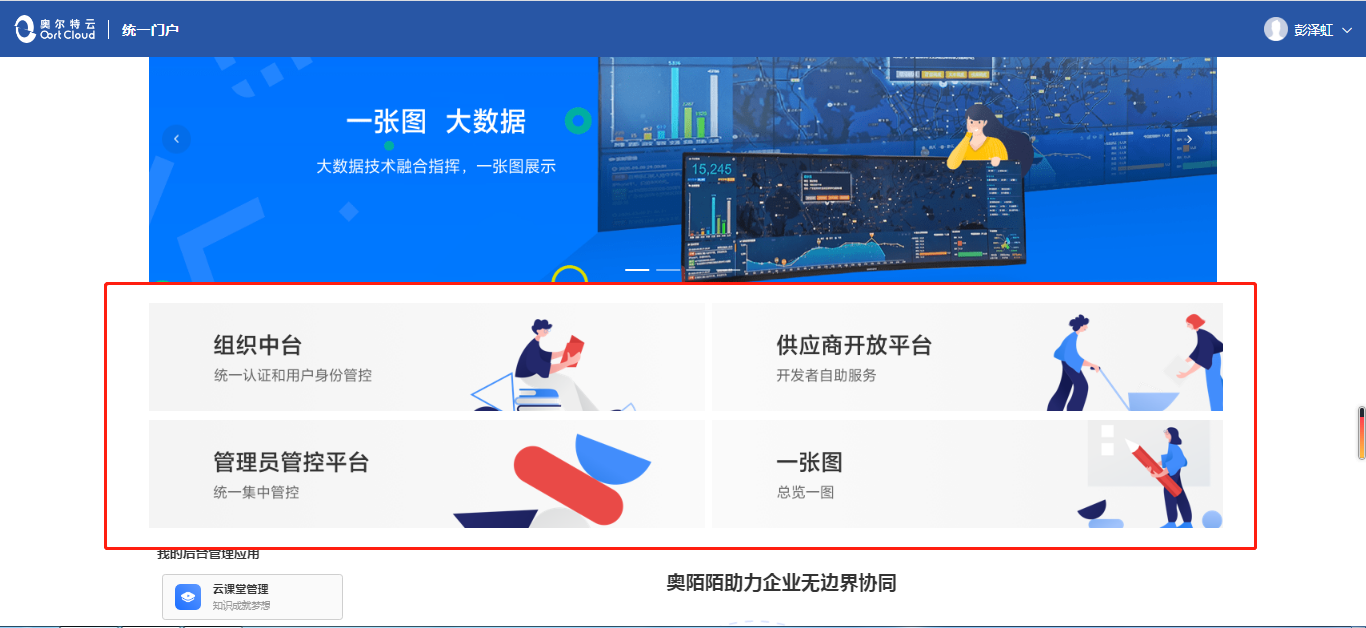 奥尔特云
Oort Cloud
统一门户
彭泽虹
一张图 大数据
大数据技术融合指挥，一张图展示
15,245
组织中台
统一认证和用户身份管控
供应商开放平台
开发者自助服务
管理员管控平台
统一集中管控
一张图
总览一图
我的后台管理应用
云课堂管理
知识成就梦想
奥陌陌助力企业无边界协同